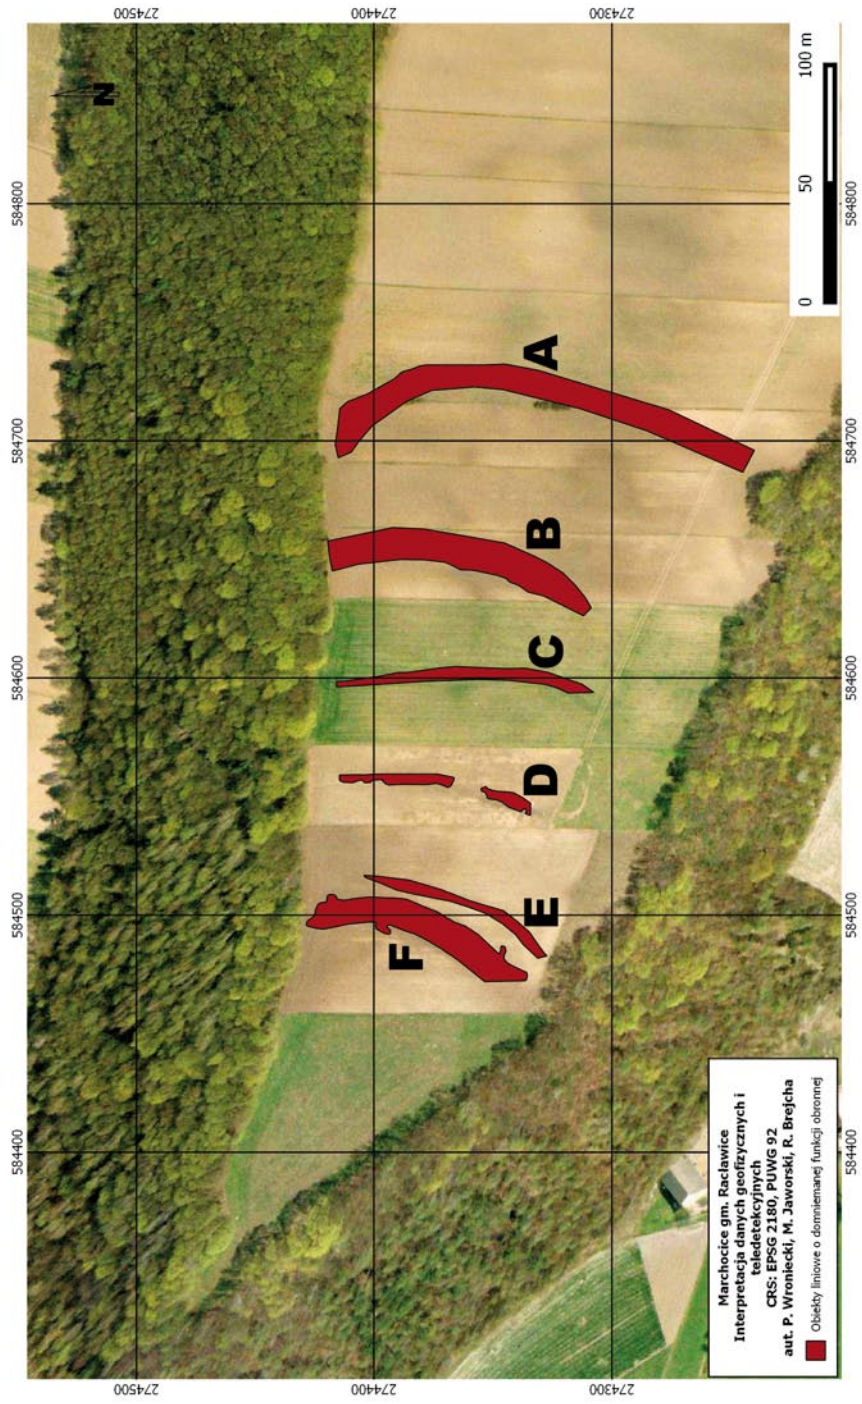 584400
584500
584600
584700
584800
274500
274500
N
274400
274400
F
E
D
C
B
A
274300
274300
Marchocice gm. Racławice
Interpretacja danych geofizycznych i
teledetekcyjnych
CRS: EPSG 2180, PUWG 92
aut. P. Wroniecki, M. Jaworski, R. Brejcha
Obiekty liniowe o domniemanej funkcji obronnej
0 50 100 m
584400
584500
584600
584700
584800